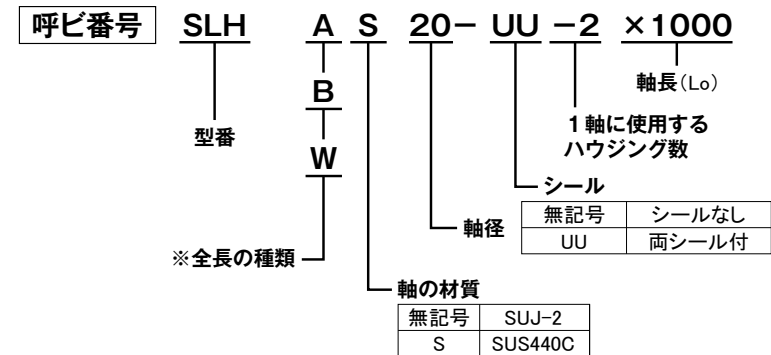 呼ビ番号 SLH A S 20- UU -2 ×1000
B
W
軸長(Lo)
1軸に使用する
ハウジング数
型番
シール
無記号 シールなし
UU 両シール付
軸径
※全長の種類
軸の材質
無記号 SUJ-2
S SUS440C